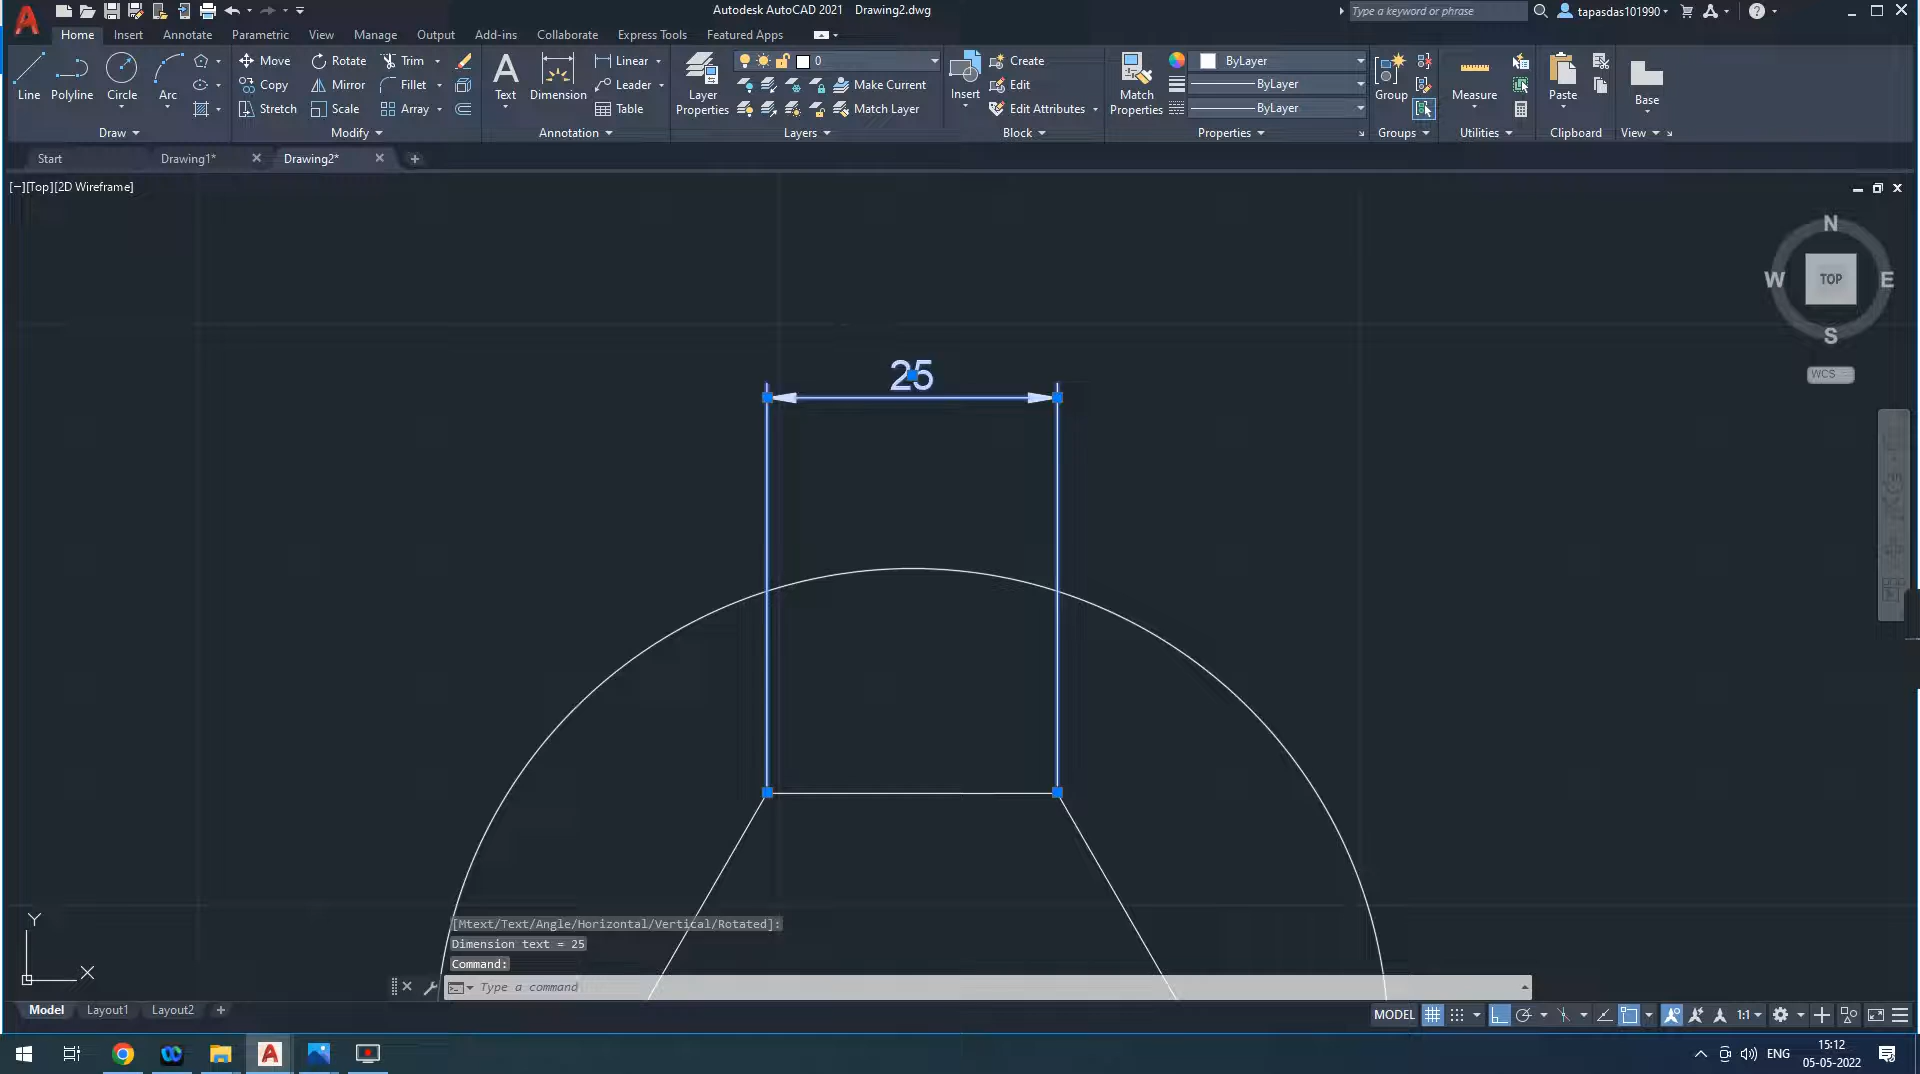 Autodesk AutoCAD 2021 Drawing2.dwg
Type a keyword or phrase
tapasdas101990
Home Insert Annotate Parametric View Manage Output Add-ins Collaborate Express Tools Featured Apps
Line Polyline Circle Arc
Move Rotate Trim
Copy Mirror Fillet
Stretch Scale Array
Text Dimension
Linear
Leader
Table
Layer Properties
0
Make Current
Match Layer
Insert
Create
Edit
Edit Attributes
Match Properties
ByLayer
ByLayer
ByLayer
Group
Measure
Paste
Base
Draw Modify Annotation Layers Block Properties Groups Utilities Clipboard View
Start Drawing1* Drawing2*
[−][Top][2D Wireframe]
N
W TOP E
S
WCS
25
[Mtext/Text/Angle/Horizontal/Vertical/Rotated]:
Dimension text = 25
Command:
Type a command
Y
X
Model Layout1 Layout2
MODEL 1:1
ENG
15:12
05-05-2022